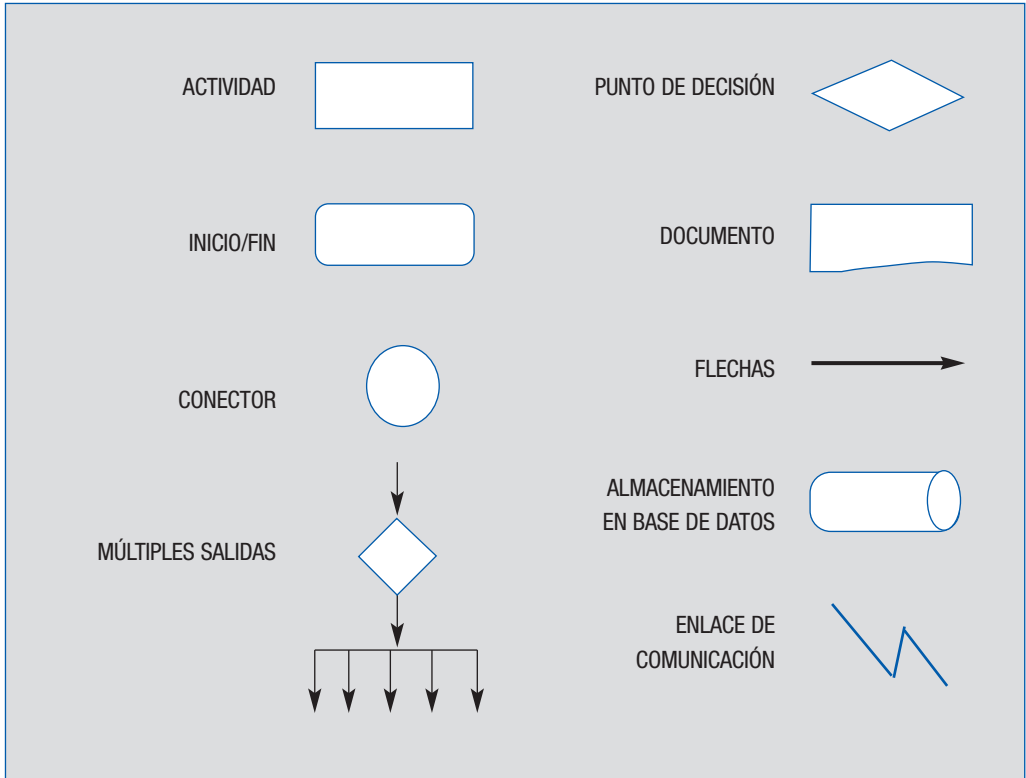 ACTIVIDAD
PUNTO DE DECISIÓN
INICIO/FIN
DOCUMENTO
CONECTOR
FLECHAS
MÚLTIPLES SALIDAS
ALMACENAMIENTO
EN BASE DE DATOS
ENLACE DE
COMUNICACIÓN